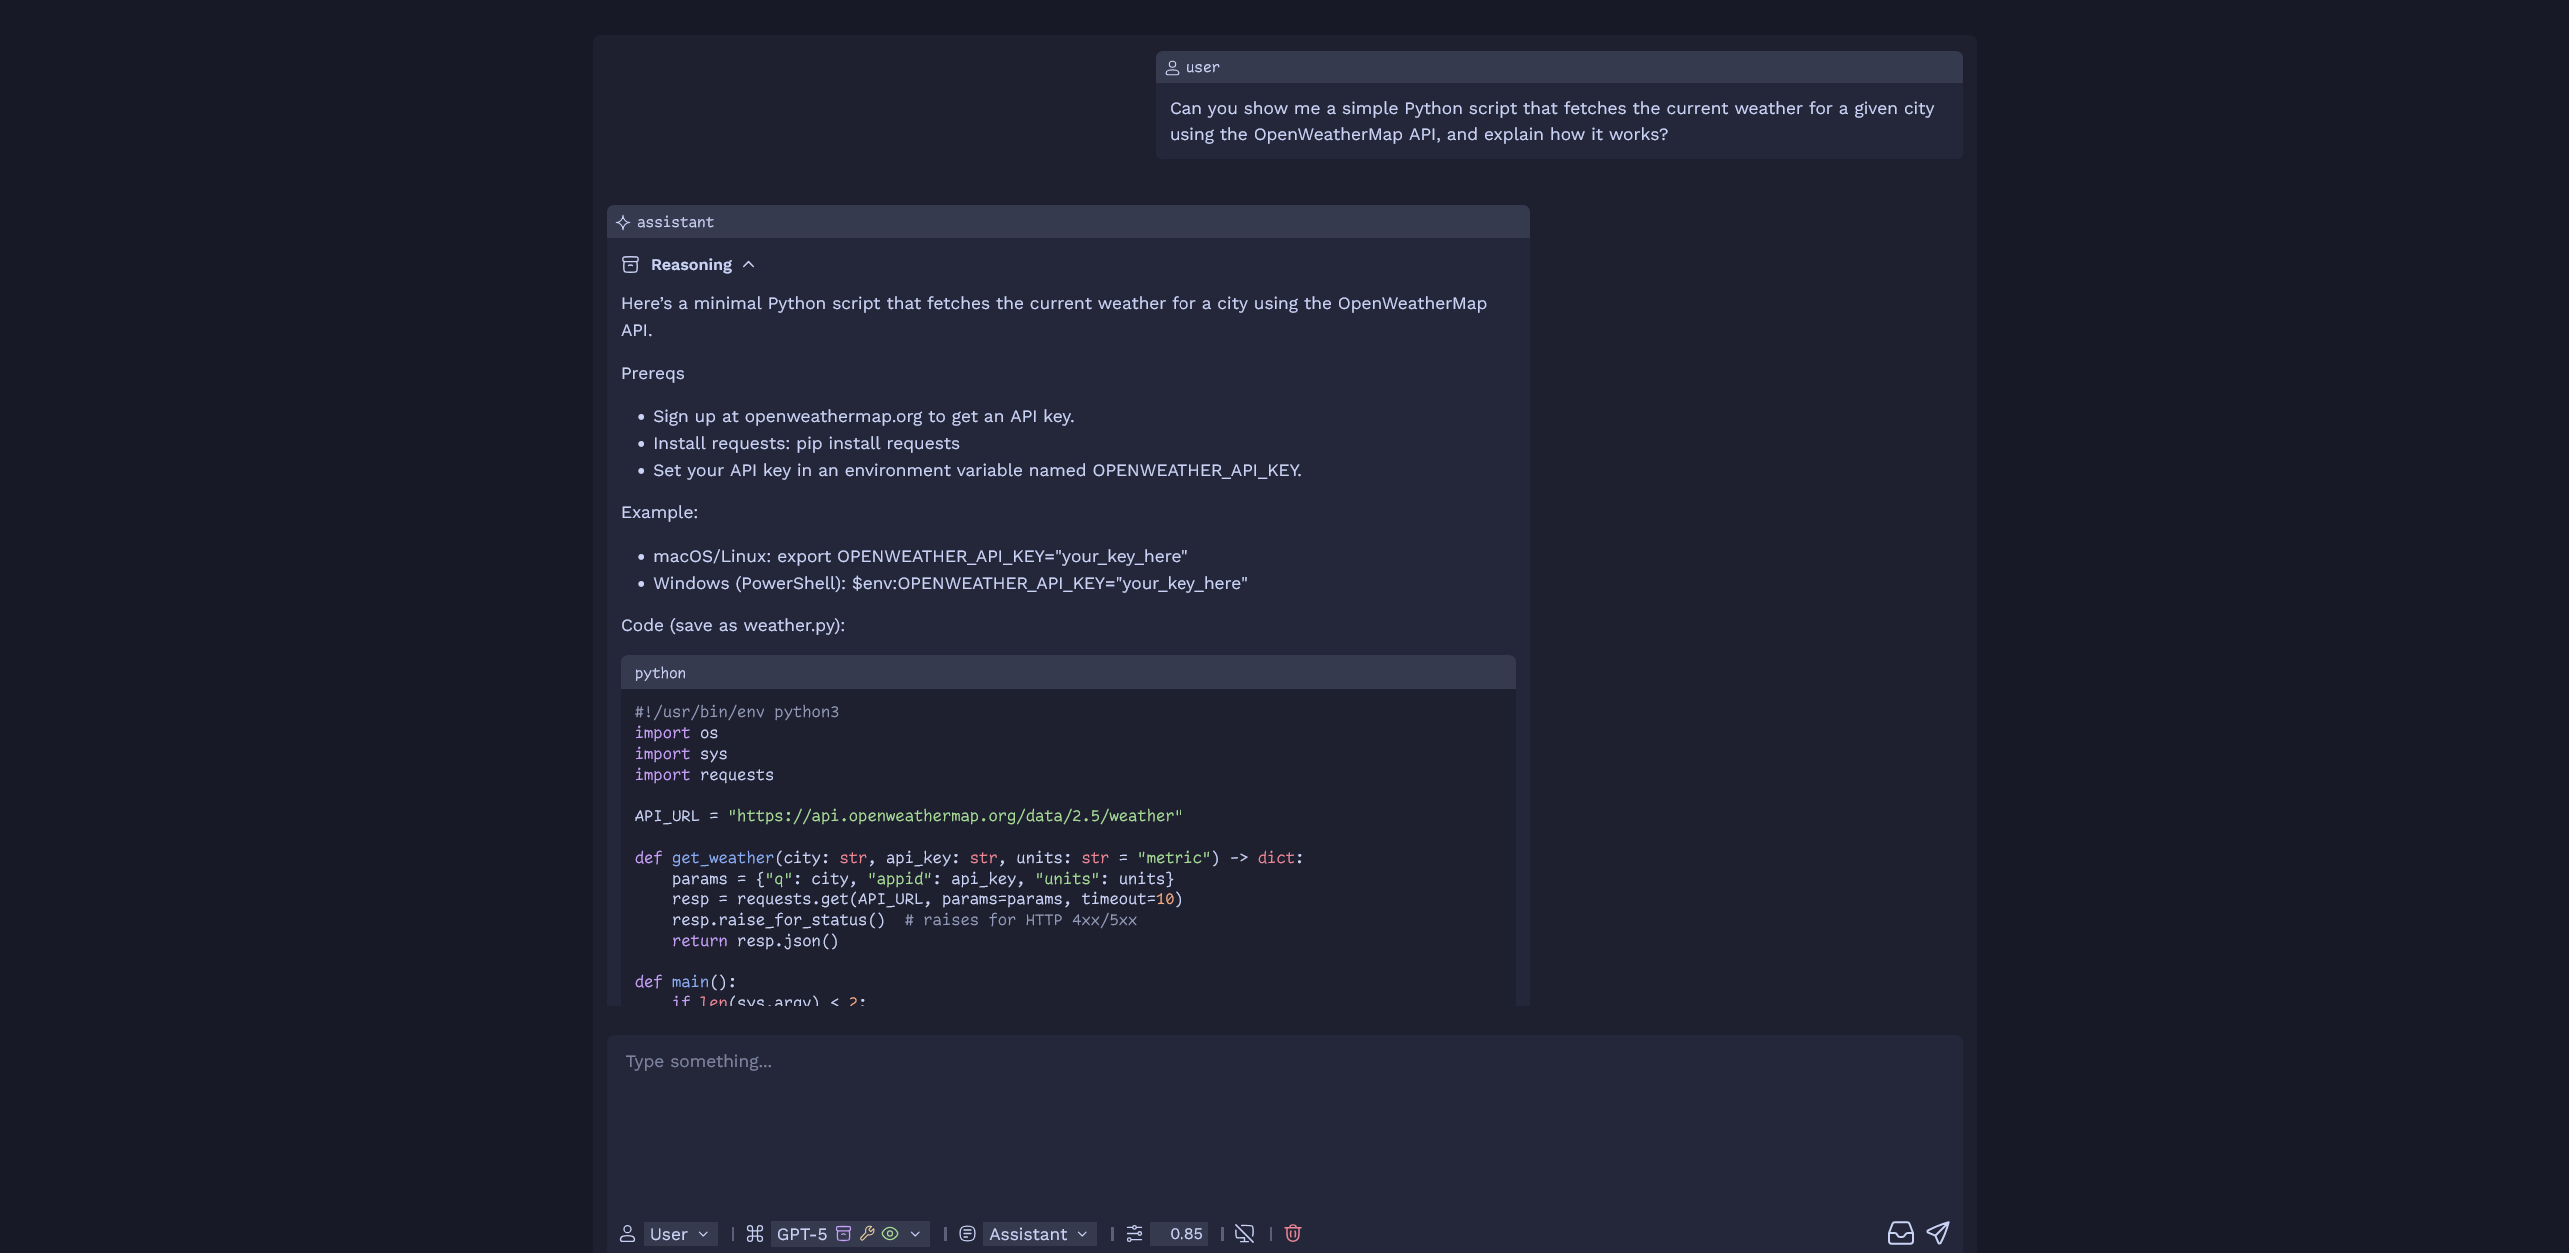 user
Can you show me a simple Python script that fetches the current weather for a given city
using the OpenWeatherMap API, and explain how it works?
assistant
Reasoning
Here’s a minimal Python script that fetches the current weather for a city using the OpenWeatherMap
API.
Prereqs
• Sign up at openweathermap.org to get an API key.
• Install requests: pip install requests
• Set your API key in an environment variable named OPENWEATHER_API_KEY.
Example:
• macOS/Linux: export OPENWEATHER_API_KEY="your_key_here"
• Windows (PowerShell): $env:OPENWEATHER_API_KEY="your_key_here"
Code (save as weather.py):
python
#!/usr/bin/env python3
import os
import sys
import requests
API_URL = "https://api.openweathermap.org/data/2.5/weather"
def get_weather(city: str, api_key: str, units: str = "metric") -> dict:
    params = {"q": city, "appid": api_key, "units": units}
    resp = requests.get(API_URL, params=params, timeout=10)
    resp.raise_for_status()  # raises for HTTP 4xx/5xx
    return resp.json()
def main():
    if len(sys.argv) < 2:
Type something...
User | GPT-5 | Assistant | 0.85 | |